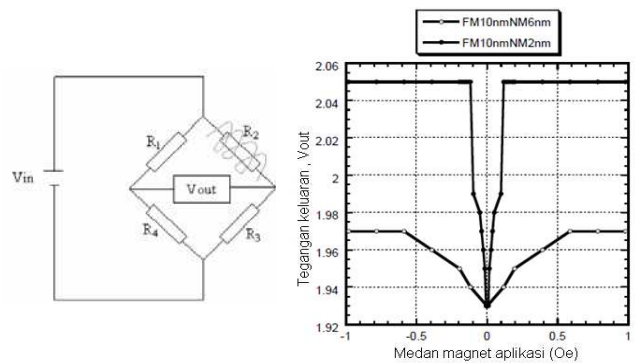 R1
R2
Vin
Vout
R4
R3
FM10nmNM6nm
FM10nmNM2nm
2.06
2.04
2.02
2
1.98
1.96
1.94
1.92
Tegangan keluaran , Vout
-1
-0.5
0
0.5
1
Medan magnet aplikasi (Oe)